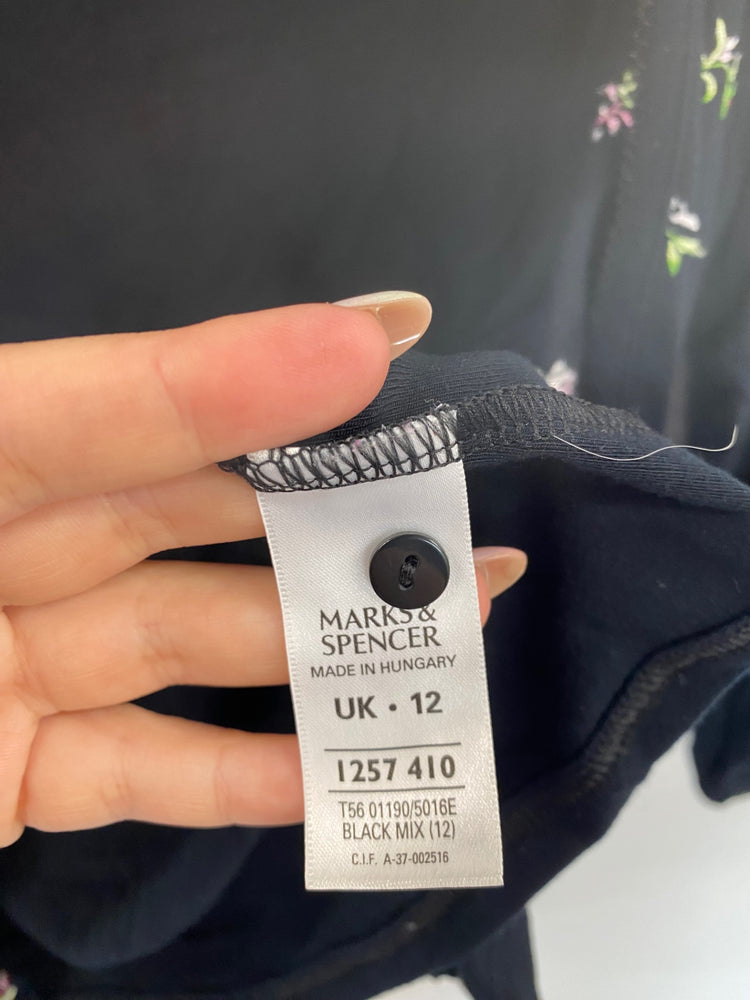 MARKS &
SPENCER
MADE IN HUNGARY
UK • 12
1257 410
T56 01190/5016E
BLACK MIX (12)
C.I.F. A-37-002516